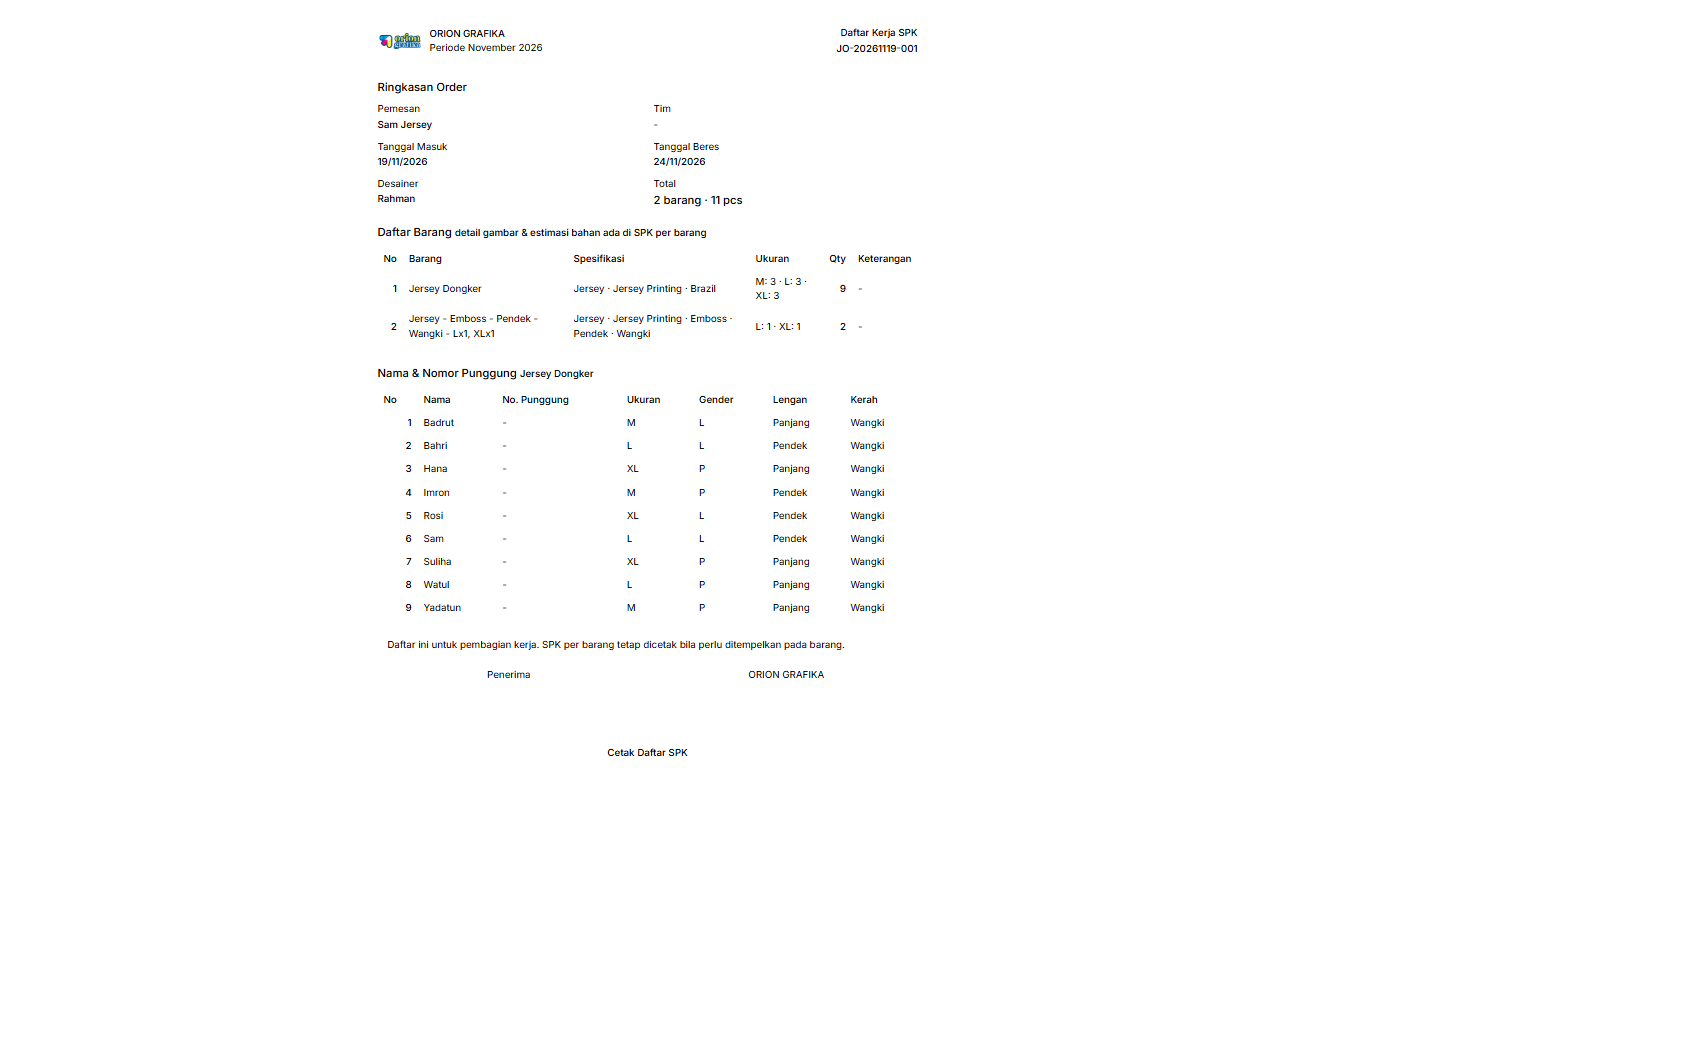 orion grafika
ORION GRAFIKA
Periode November 2026
Daftar Kerja SPK
JO-20261119-001
Ringkasan Order
Pemesan
Sam Jersey
Tim
-
Tanggal Masuk
19/11/2026
Tanggal Beres
24/11/2026
Desainer
Rahman
Total
2 barang · 11 pcs
Daftar Barang detail gambar & estimasi bahan ada di SPK per barang
No Barang Spesifikasi Ukuran Qty Keterangan
1 Jersey Dongker Jersey · Jersey Printing · Brazil M: 3 · L: 3 · XL: 3 9 -
2 Jersey - Emboss - Pendek - Wangki - Lx1, XLx1 Jersey · Jersey Printing · Emboss · Pendek · Wangki L: 1 · XL: 1 2 -
Nama & Nomor Punggung Jersey Dongker
No Nama No. Punggung Ukuran Gender Lengan Kerah
1 Badrut - M L Panjang Wangki
2 Bahri - L L Pendek Wangki
3 Hana - XL P Panjang Wangki
4 Imron - M P Pendek Wangki
5 Rosi - XL L Pendek Wangki
6 Sam - L L Pendek Wangki
7 Suliha - XL P Panjang Wangki
8 Watul - L P Panjang Wangki
9 Yadatun - M P Panjang Wangki
Daftar ini untuk pembagian kerja. SPK per barang tetap dicetak bila perlu ditempelkan pada barang.
Penerima ORION GRAFIKA
Cetak Daftar SPK